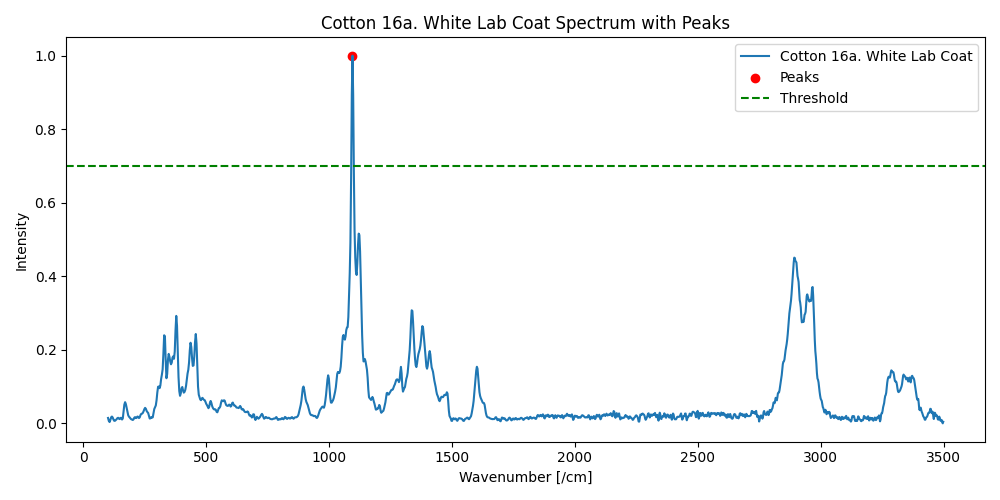 Cotton 16a. White Lab Coat Spectrum with Peaks
Cotton 16a. White Lab Coat
Peaks
Threshold
Intensity
1.0
0.8
0.6
0.4
0.2
0.0
0 500 1000 1500 2000 2500 3000 3500
Wavenumber [/cm]